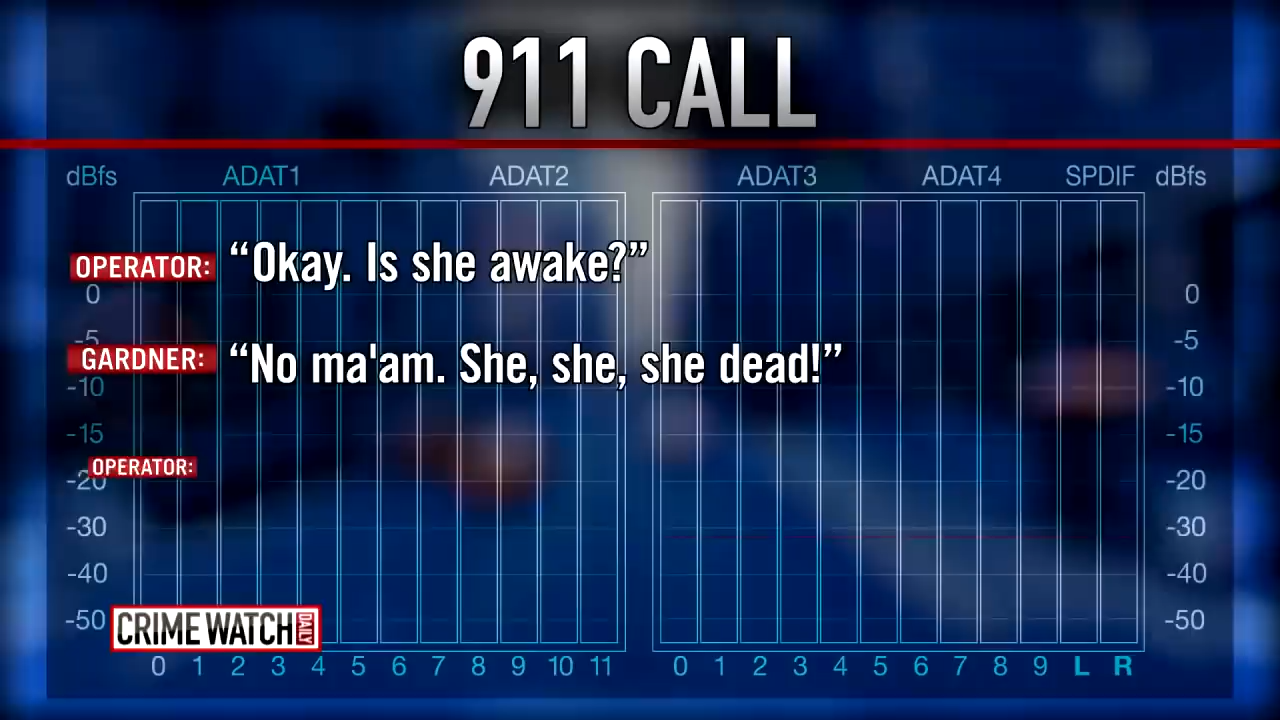 911 CALL
dBfs ADAT1 ADAT2 ADAT3 ADAT4 SPDIF dBfs
OPERATOR: “Okay. Is she awake?”
0 0
-5 -5
GARDNER: “No ma'am. She, she, she dead!”
-10 -10
-15 -15
OPERATOR:
-20 -20
-30 -30
-40 -40
-50 -50
CRIME WATCH DAILY
0 1 2 3 4 5 6 7 8 9 10 11 0 1 2 3 4 5 6 7 8 9 L R